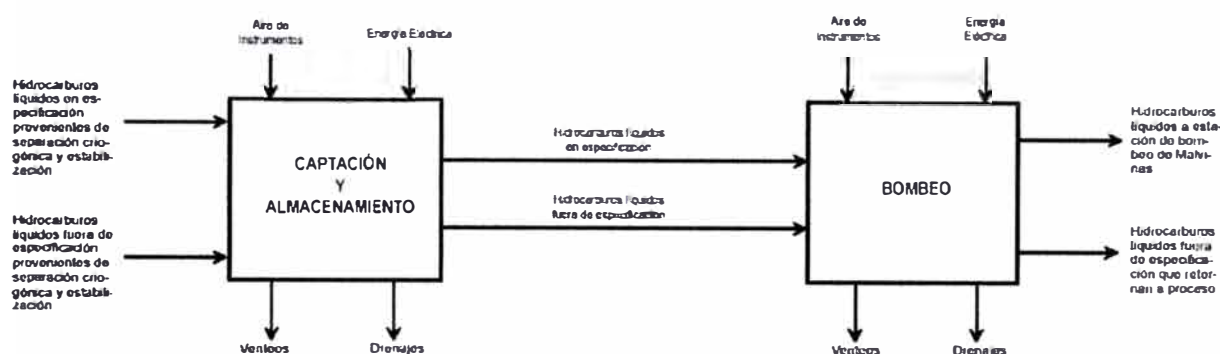 Aire de
Instrumentos
Energía Eléctrica
Aire de
Instrumentos
Energía
Eléctrica
Hidrocarburos
líquidos en es-
pecificación
provenientes de
separación crio-
génica y estabili-
zación
Hidrocarburos
líquidos fuera de
especificación
provenientes de
separación crio-
génica y estabili-
zación
CAPTACIÓN
Y
ALMACENAMIENTO
Hidrocarburos líquidos
en especificación
Hidrocarburos líquidos
fuera de especificación
BOMBEO
Hidrocarburos
líquidos a esta-
ción de bom-
beo de Malvi-
nas
Hidrocarburos
líquidos fuera
de especifica-
ción que retor-
nan a proceso
Venteos
Drenajes
Venteos
Drenajes